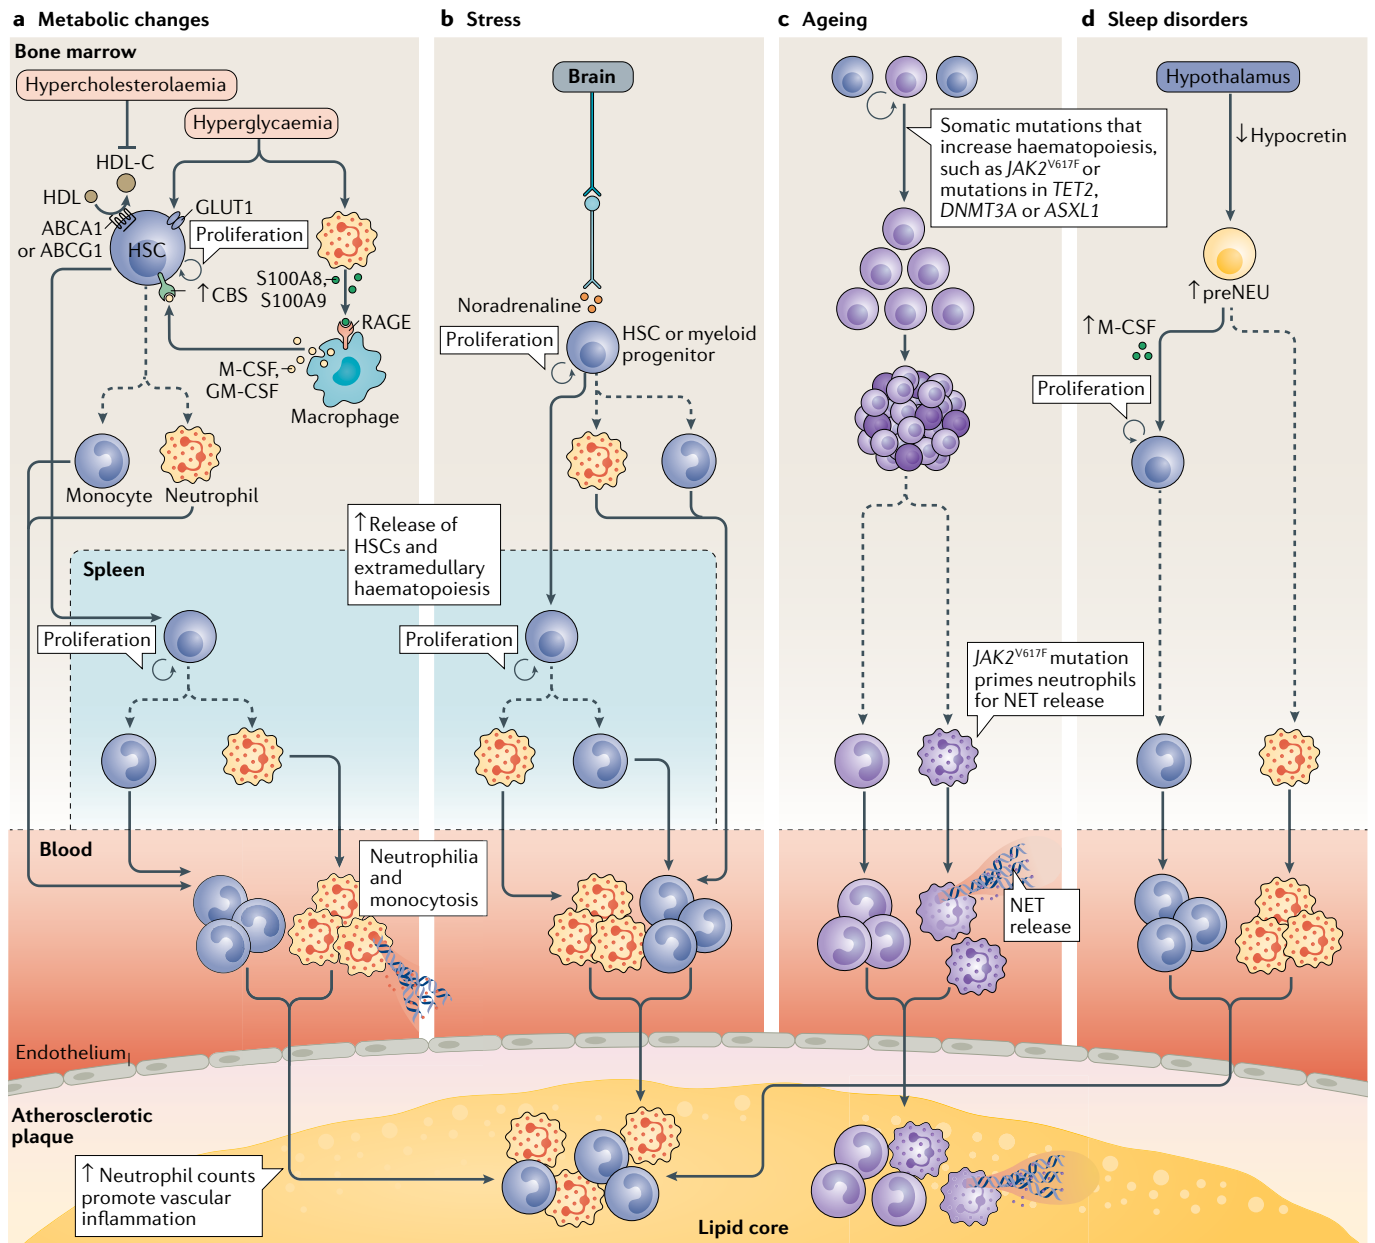 a Metabolic changes
Bone marrow
Hypercholesterolaemia
Hyperglycaemia
HDL-C
HDL
ABCA1
or ABCG1
GLUT1
HSC
Proliferation
↑CBS
S100A8,
S100A9
RAGE
M-CSF,
GM-CSF
Macrophage
Monocyte
Neutrophil
Spleen
Proliferation
Blood
Neutrophilia
and
monocytosis
Endothelium
Atherosclerotic
plaque
↑ Neutrophil counts
promote vascular
inflammation
b Stress
Brain
Noradrenaline
Proliferation
HSC or myeloid
progenitor
↑Release of
HSCs and
extramedullary
haematopoiesis
Proliferation
c Ageing
Somatic mutations that
increase haematopoiesis,
such as JAK2V617F or
mutations in TET2,
DNMT3A or ASXL1
JAK2V617F mutation
primes neutrophils
for NET release
NET
release
Lipid core
d Sleep disorders
Hypothalamus
↓Hypocretin
↑preNEU
↑M-CSF
Proliferation